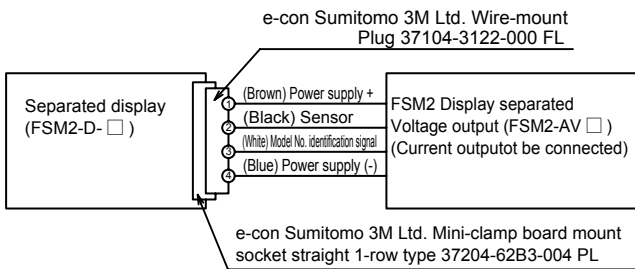 e-con Sumitomo 3M Ltd. Wire-mount
Plug 37104-3122-000 FL
Separated display
(FSM2-D- □ )
① (Brown) Power supply +
② (Black) Sensor
③ (White) Model No. identification signal
④ (Blue) Power supply (-)
FSM2 Display separated
Voltage output (FSM2-AV □ )
(Current outputot be connected)
e-con Sumitomo 3M Ltd. Mini-clamp board mount
socket straight 1-row type 37204-62B3-004 PL